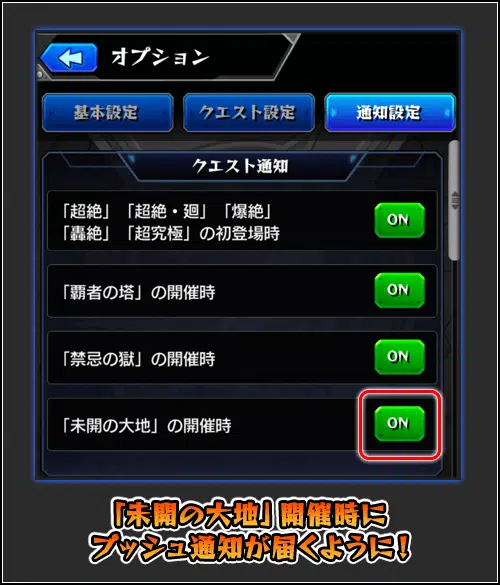 オプション
基本設定
クエスト設定
通知設定
クエスト通知
「超絶」「超絶・廻」「爆絶」
「轟絶」「超究極」の初登場時
ON
「覇者の塔」の開催時
ON
「禁忌の獄」の開催時
ON
「未開の大地」の開催時
ON
「未開の大地」開催時に
プッシュ通知が届くように!